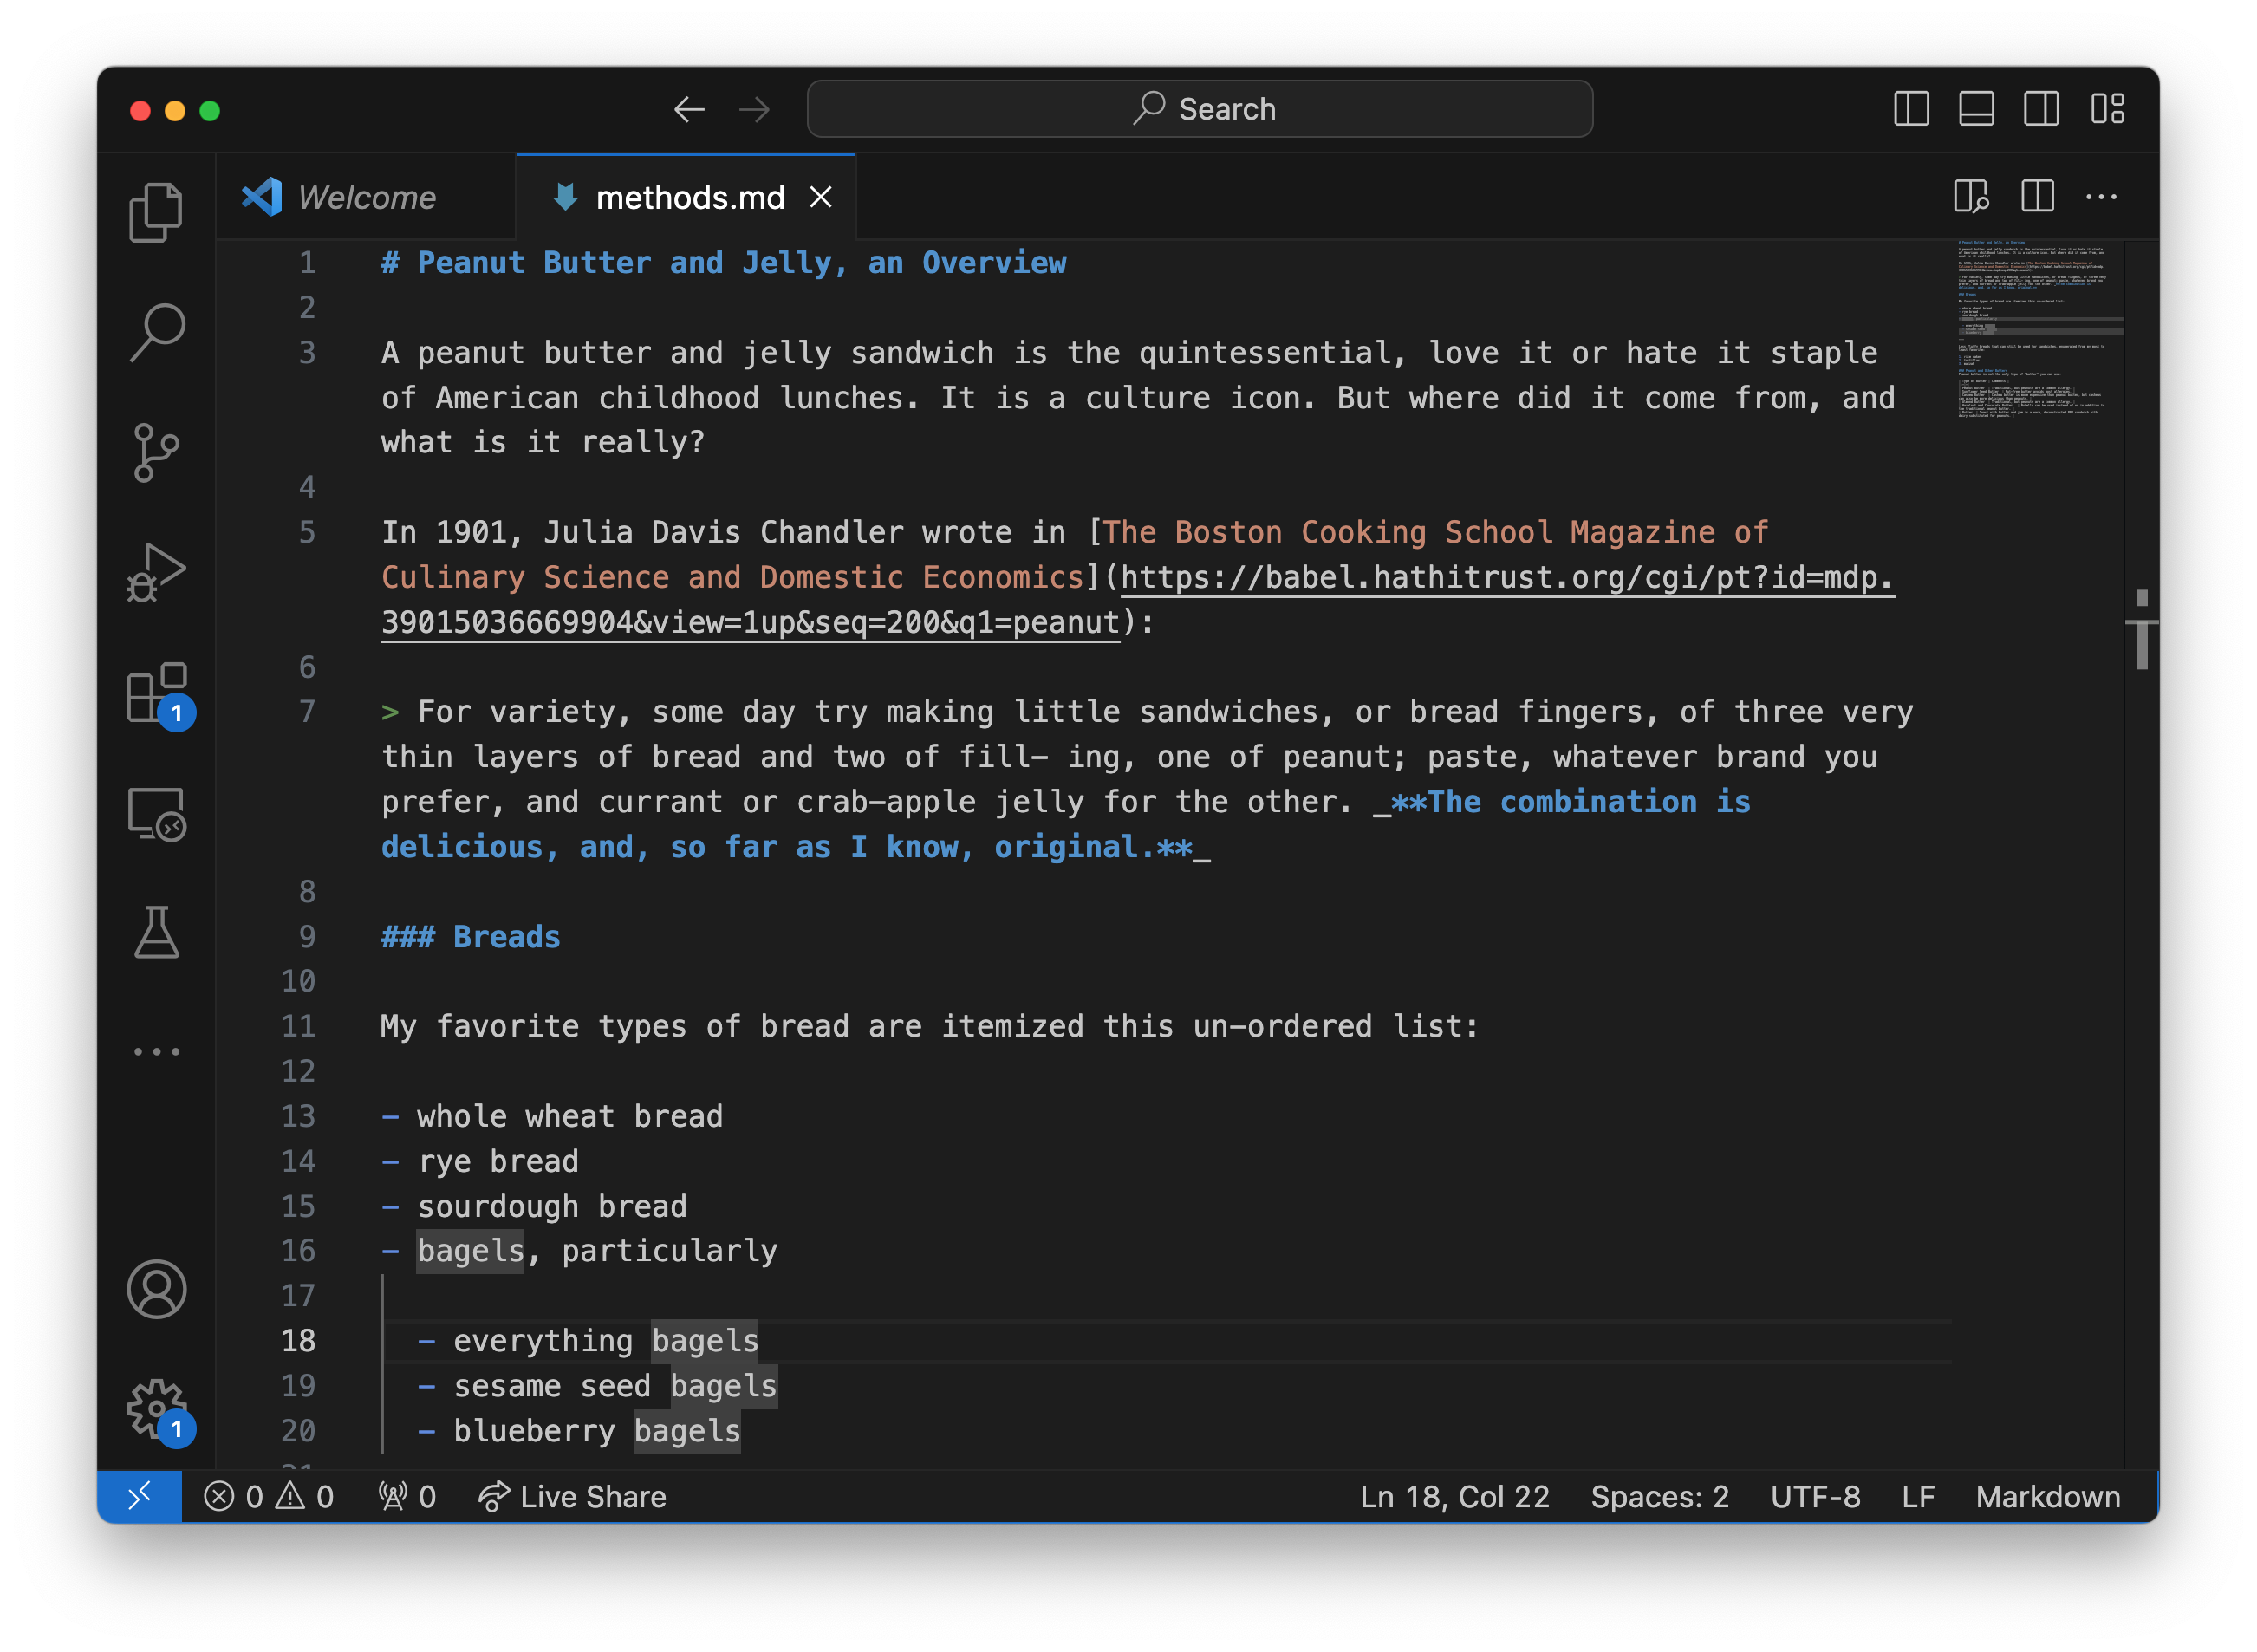 Search
Welcome
methods.md
1 # Peanut Butter and Jelly, an Overview
2
3 A peanut butter and jelly sandwich is the quintessential, love it or hate it staple
of American childhood lunches. It is a culture icon. But where did it come from, and
what is it really?
4
5 In 1901, Julia Davis Chandler wrote in [The Boston Cooking School Magazine of
Culinary Science and Domestic Economics](https://babel.hathitrust.org/cgi/pt?id=mdp.
39015036669904&view=1up&seq=200&q1=peanut):
6
7 > For variety, some day try making little sandwiches, or bread fingers, of three very
thin layers of bread and two of fill- ing, one of peanut; paste, whatever brand you
prefer, and currant or crab-apple jelly for the other. _**The combination is
delicious, and, so far as I know, original.**_
8
9 ### Breads
10
11 My favorite types of bread are itemized this un-ordered list:
12
13 - whole wheat bread
14 - rye bread
15 - sourdough bread
16 - bagels, particularly
17
18 - everything bagels
19 - sesame seed bagels
20 - blueberry bagels
1
1
0 0 0 Live Share Ln 18, Col 22 Spaces: 2 UTF-8 LF Markdown